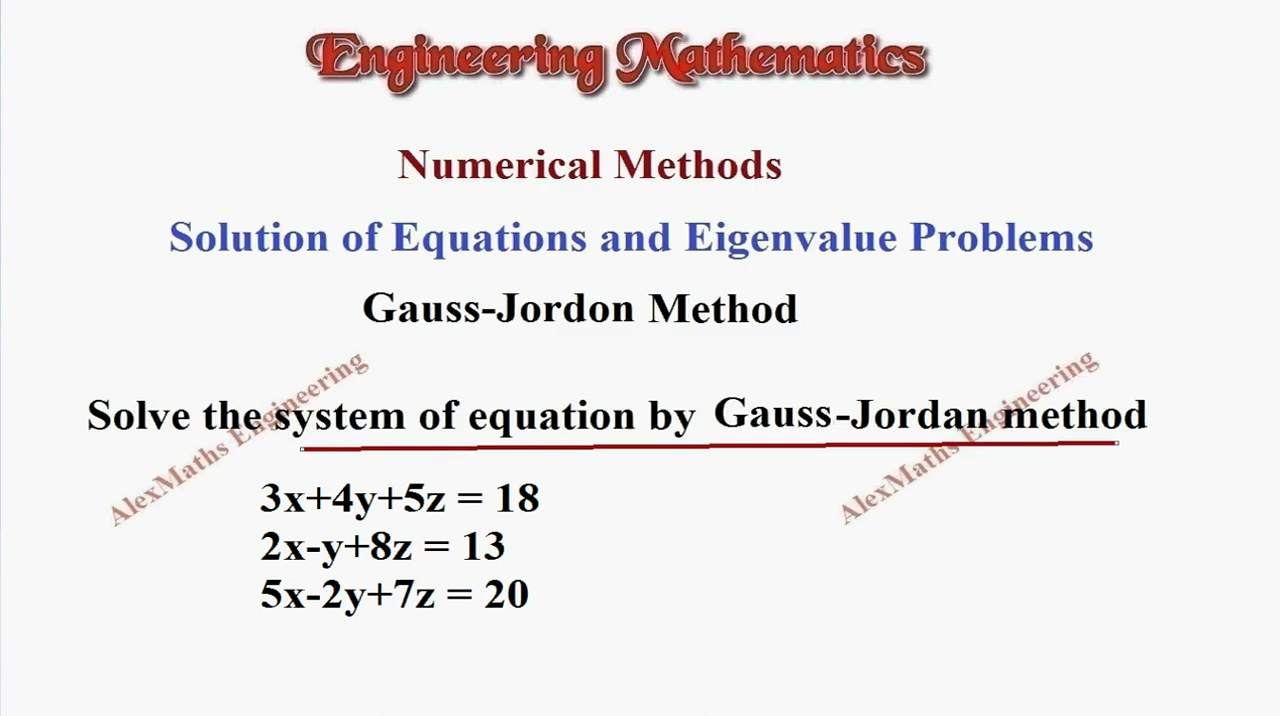 Engineering Mathematics
Numerical Methods
Solution of Equations and Eigenvalue Problems
Gauss-Jordon Method
Solve the system of equation by Gauss-Jordan method
AlexMaths Engineering
AlexMaths Engineering
3x+4y+5z = 18
2x-y+8z = 13
5x-2y+7z = 20